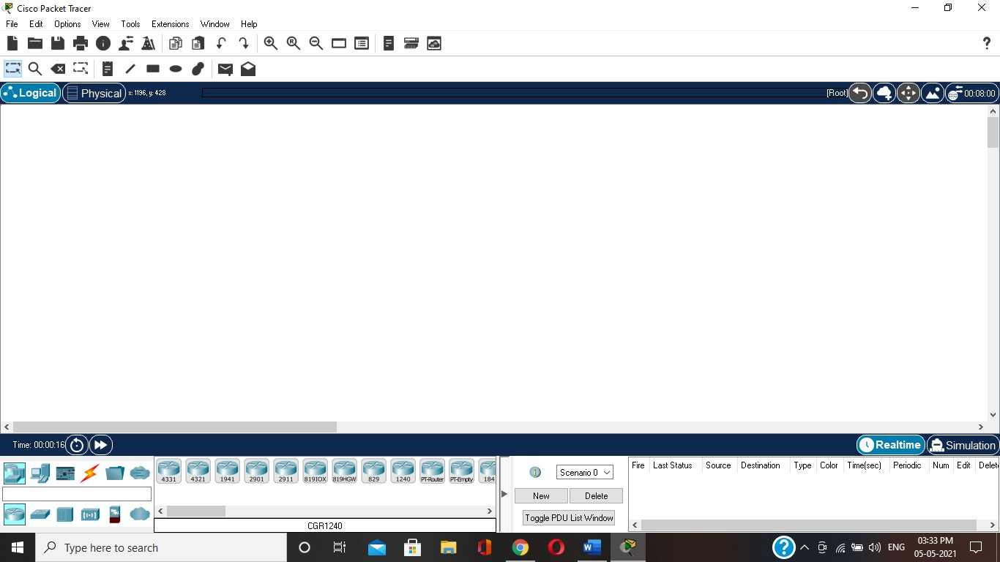 Cisco Packet Tracer
File Edit Options View Tools Extensions Window Help
Logical Physical x: 1196, y: 428 [Root] 00:08:00
Time: 00:00:16 Realtime Simulation
4331 4321 1941 2901 2911 819IOX 819HGW 829 1240 PT-Router PT-Empty 184
CGR1240
Scenario 0
New Delete
Toggle PDU List Window
Fire Last Status Source Destination Type Color Time(sec) Periodic Num Edit Delet
Type here to search
ENG 03:33 PM
05-05-2021